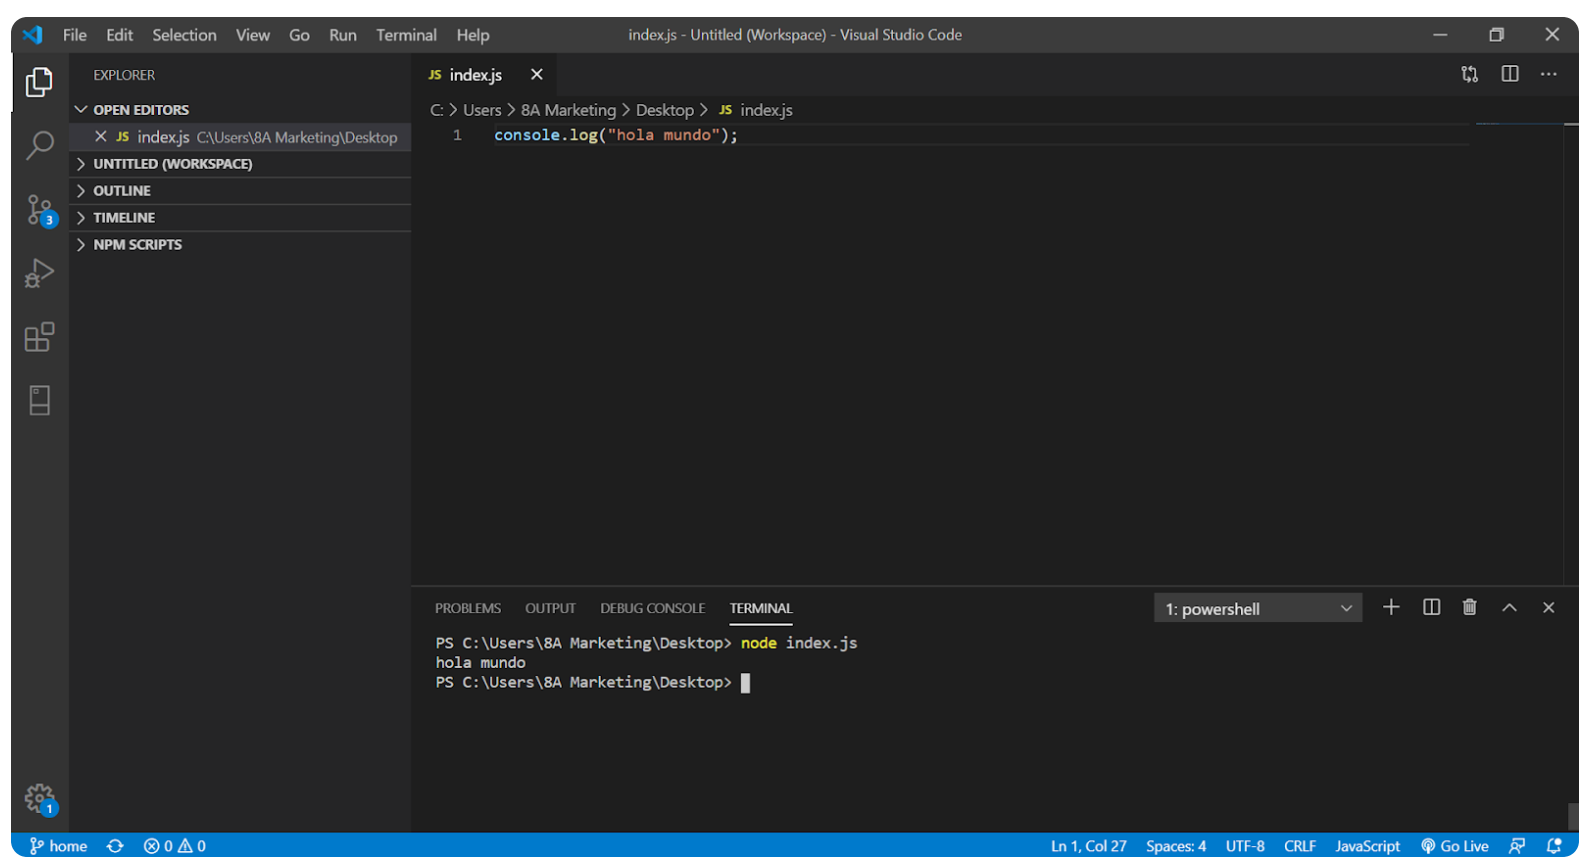 File Edit Selection View Go Run Terminal Help index.js - Untitled (Workspace) - Visual Studio Code
EXPLORER
OPEN EDITORS
JS index.js C:\Users\8A Marketing\Desktop
UNTITLED (WORKSPACE)
OUTLINE
TIMELINE
NPM SCRIPTS
3
1
JS index.js
C: > Users > 8A Marketing > Desktop > JS index.js
1 console.log("hola mundo");
PROBLEMS OUTPUT DEBUG CONSOLE TERMINAL 1: powershell
PS C:\Users\8A Marketing\Desktop> node index.js
hola mundo
PS C:\Users\8A Marketing\Desktop>
home 0 0 Ln 1, Col 27 Spaces: 4 UTF-8 CRLF JavaScript Go Live